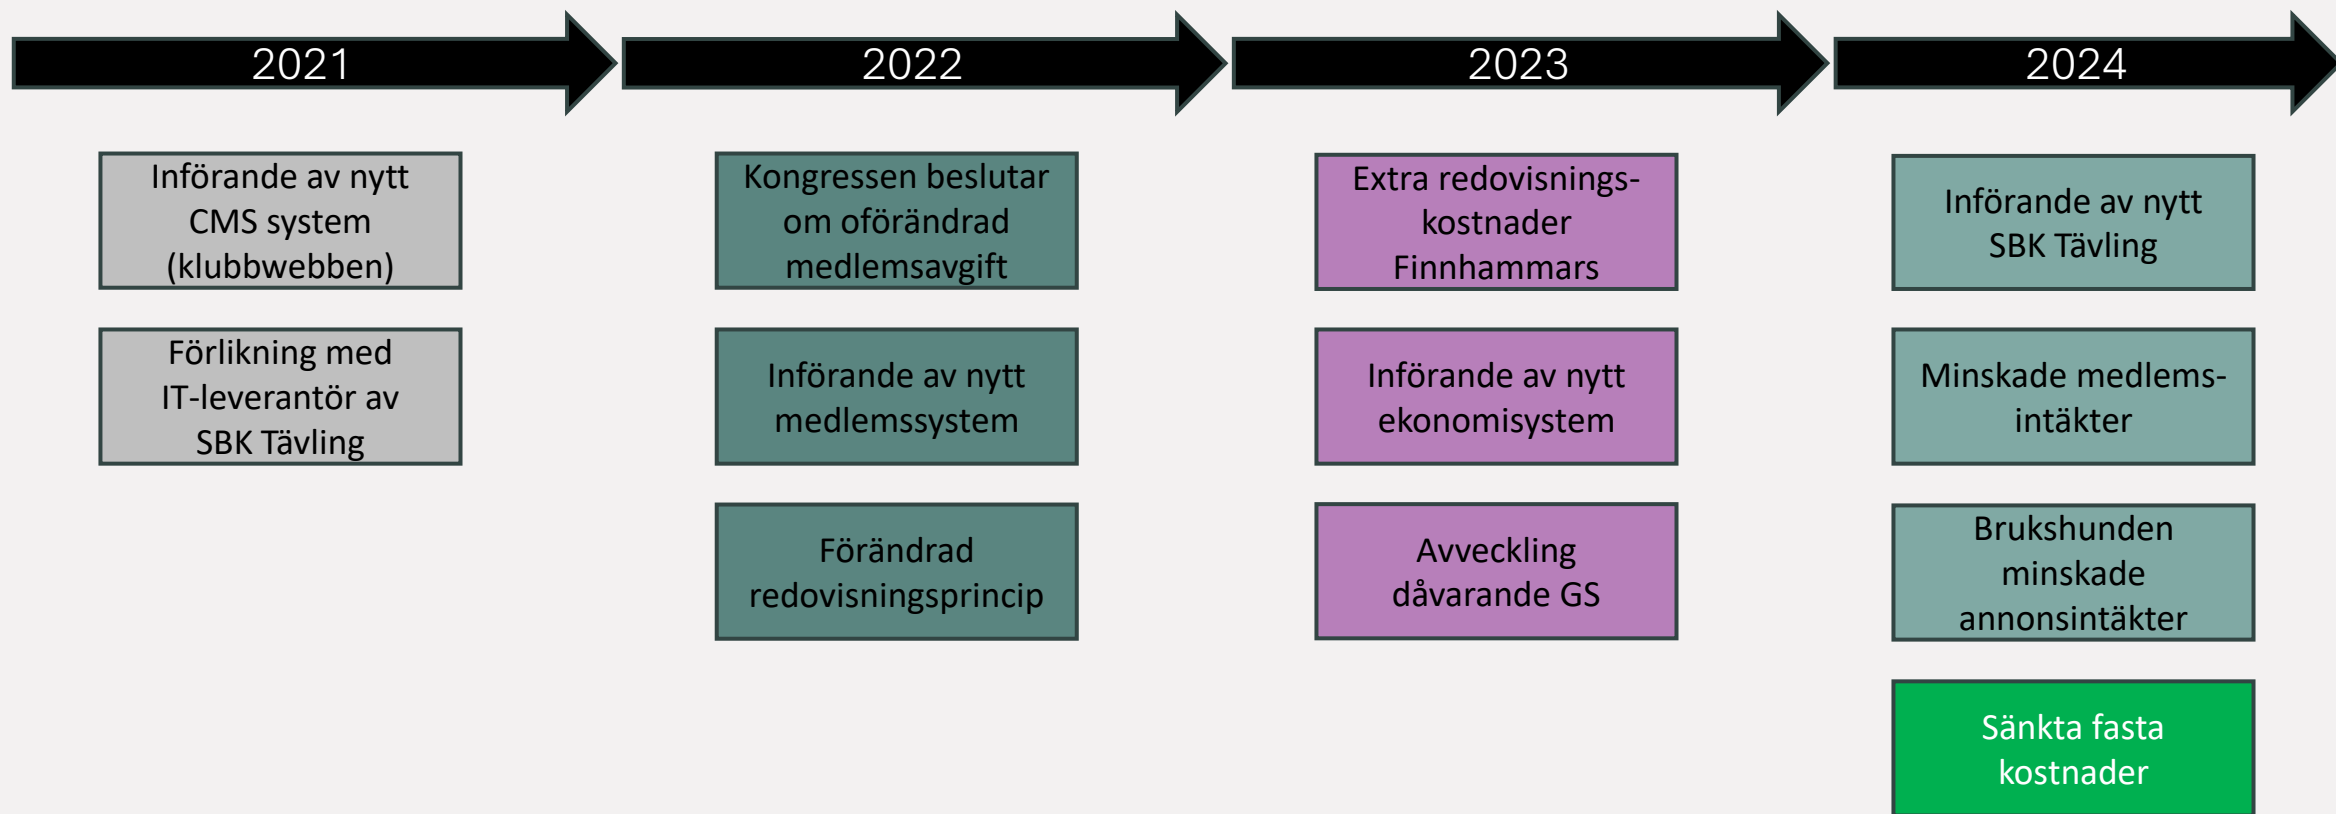 2021
2022
2023
2024
Införande av nytt
CMS system
(klubbwebben)
Förlikning med
IT-leverantör av
SBK Tävling
Kongressen beslutar
om oförändrad
medlemsavgift
Införande av nytt
medlemssystem
Förändrad
redovisningsprincip
Extra redovisnings-
kostnader
Finnhammars
Införande av nytt
ekonomisystem
Avveckling
dåvarande GS
Införande av nytt
SBK Tävling
Minskade medlems-
intäkter
Brukshunden
minskade
annonsintäkter
Sänkta fasta
kostnader